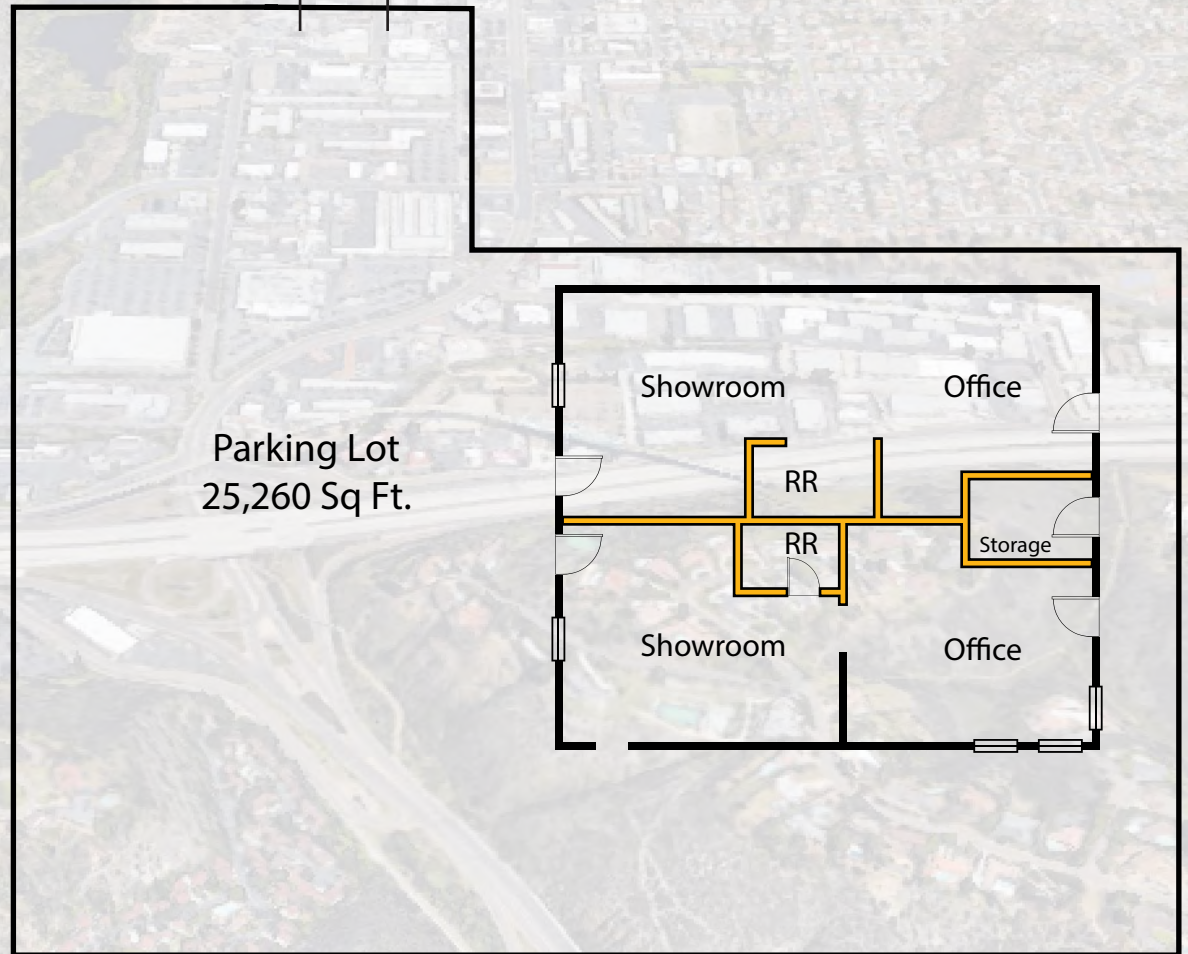 Showroom
Office
Parking Lot
25,260 Sq Ft.
RR
RR
Storage
Showroom
Office